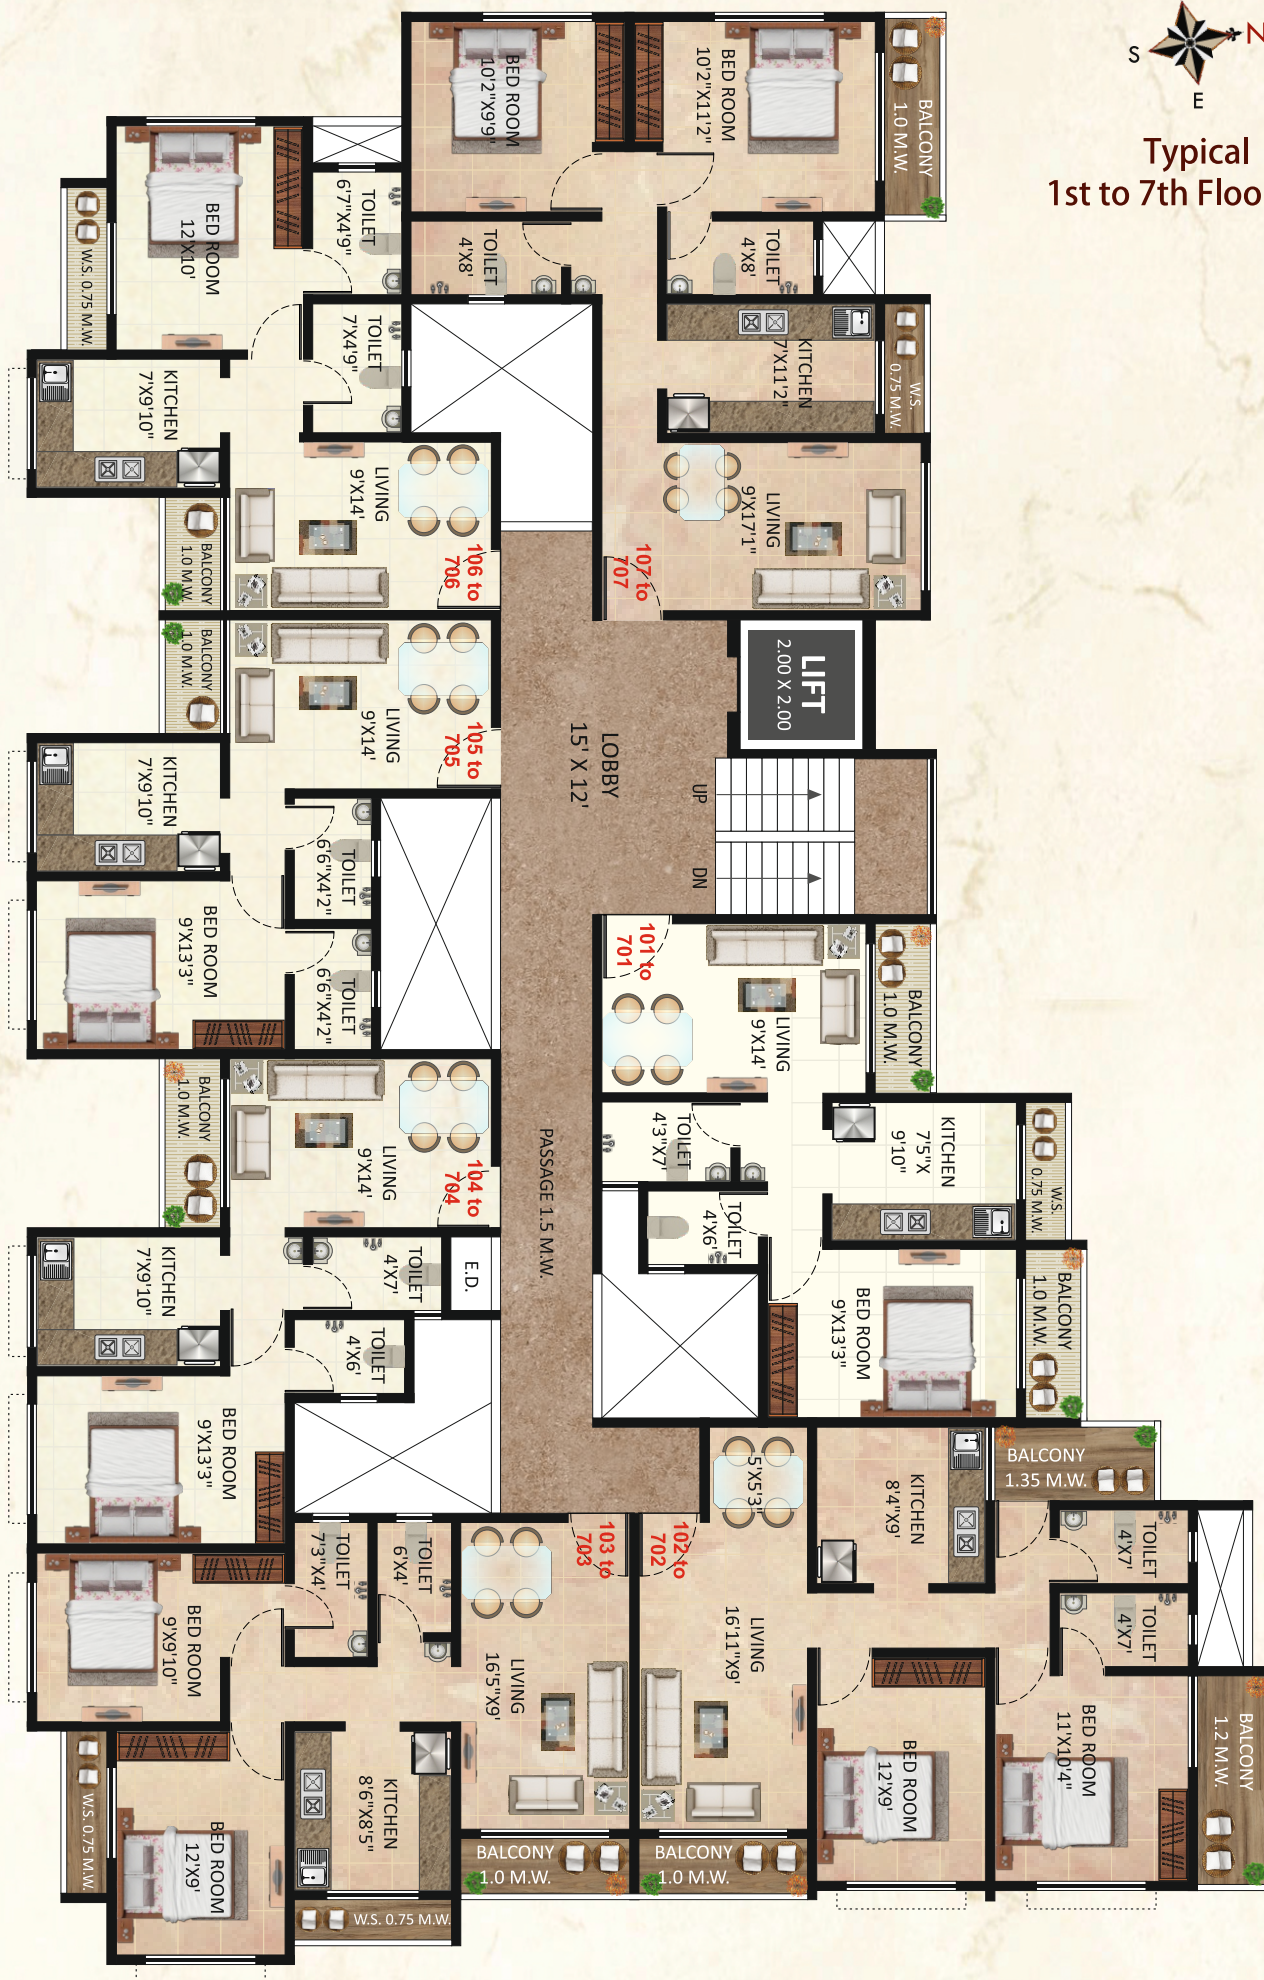 S
N
E
Typical
1st to 7th Floo
BED ROOM
10'2"X9'9"
BED ROOM
10'2"X11'2"
BALCONY
1.0 M.W.
BED ROOM
12'X10'
W.S. 0.75 M.W.
TOILET
6'7"X4'9"
TOILET
4'X8'
TOILET
4'X8'
TOILET
7'X4'9"
KITCHEN
7'X11'2"
W.S.
0.75 M.W.
KITCHEN
7'X9'10"
LIVING
9'X14'
LIVING
9'X17'1"
BALCONY
1.0 M.W.
106 to
706
107 to
707
BALCONY
1.0 M.W.
LIVING
9'X14'
105 to
705
LIFT
2.00 X 2.00
LOBBY
15' X 12'
UP
DN
KITCHEN
7'X9'10"
TOILET
6'6"X4'2"
BED ROOM
9'X13'3"
TOILET
6'6"X4'2"
101 to
701
LIVING
9'X14'
BALCONY
1.0 M.W.
BALCONY
1.0 M.W.
LIVING
9'X14'
104 to
704
PASSAGE 1.5 M.W.
TOILET
4'3"X7'
KITCHEN
7'5"X
9'10"
W.S.
0.75 M.W.
TOILET
4'X6'
KITCHEN
7'X9'10"
TOILET
4'X7'
E.D.
TOILET
4'X6'
BED ROOM
9'X13'3"
BALCONY
1.0 M.W.
BED ROOM
9'X13'3"
5'X5'3"
KITCHEN
8'4"X9'
BALCONY
1.35 M.W.
TOILET
4'X7'
TOILET
4'X7'
TOILET
7'3"X4'
TOILET
6'X4'
103 to
703
102 to
702
BED ROOM
9'X9'10"
LIVING
16'5"X9'
LIVING
16'11"X9'
BED ROOM
12'X9'
BED ROOM
11'X10'4"
BALCONY
1.2 M.W.
W.S. 0.75 M.W.
BED ROOM
12'X9'
KITCHEN
8'6"X8'5"
BALCONY
1.0 M.W.
BALCONY
1.0 M.W.
W.S. 0.75 M.W.